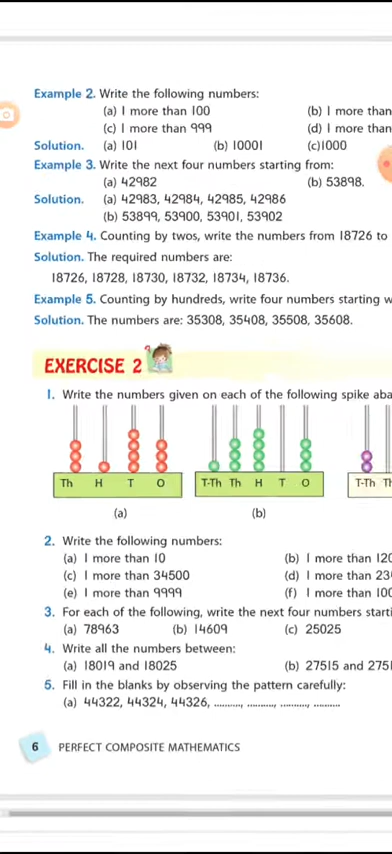 Example 2. Write the following numbers:
(a) 1 more than 100 (b) 1 more than
(c) 1 more than 999 (d) 1 more than
Solution. (a) 101 (b) 10001 (c)1000
Example 3. Write the next four numbers starting from:
(a) 42982 (b) 53898.
Solution. (a) 42983, 42984, 42985, 42986
(b) 53899, 53900, 53901, 53902
Example 4. Counting by twos, write the numbers from 18726 to
Solution. The required numbers are:
18726, 18728, 18730, 18732, 18734, 18736.
Example 5. Counting by hundreds, write four numbers starting
Solution. The numbers are: 35308, 35408, 35508, 35608.
EXERCISE 2
1. Write the numbers given on each of the following spike
Th H T O T-Th Th H T O T-Th
(a) (b)
2. Write the following numbers:
(a) 1 more than 10 (b) 1 more than
(c) 1 more than 34500 (d) 1 more than
(e) 1 more than 9999 (f) 1 more than
3. For each of the following, write the next four numbers
(a) 78963 (b) 14609 (c) 25025
4. Write all the numbers between:
(a) 18019 and 18025 (b) 27515 and
5. Fill in the blanks by observing the pattern carefully:
(a) 44322, 44324, 44326, .........., .........., .........., ..........
6 PERFECT COMPOSITE MATHEMATICS